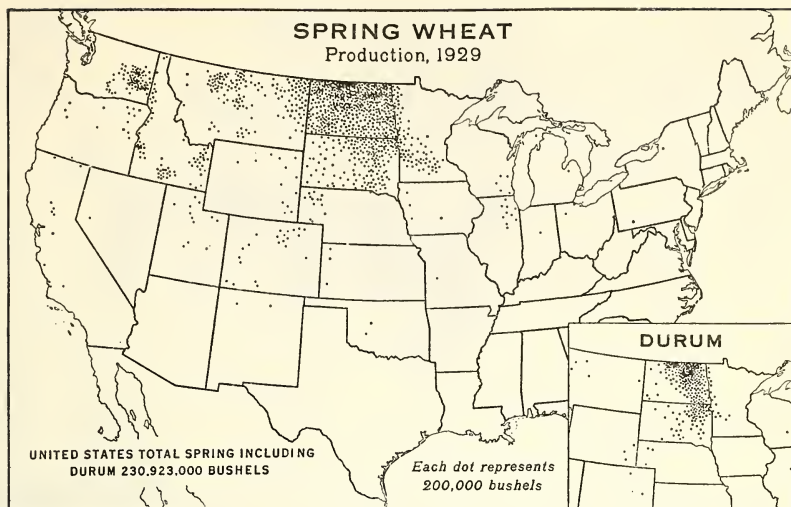 SPRING WHEAT
Production, 1929
DURUM
UNITED STATES TOTAL SPRING INCLUDING
DURUM 230,923,000 BUSHELS
Each dot represents
200,000 bushels